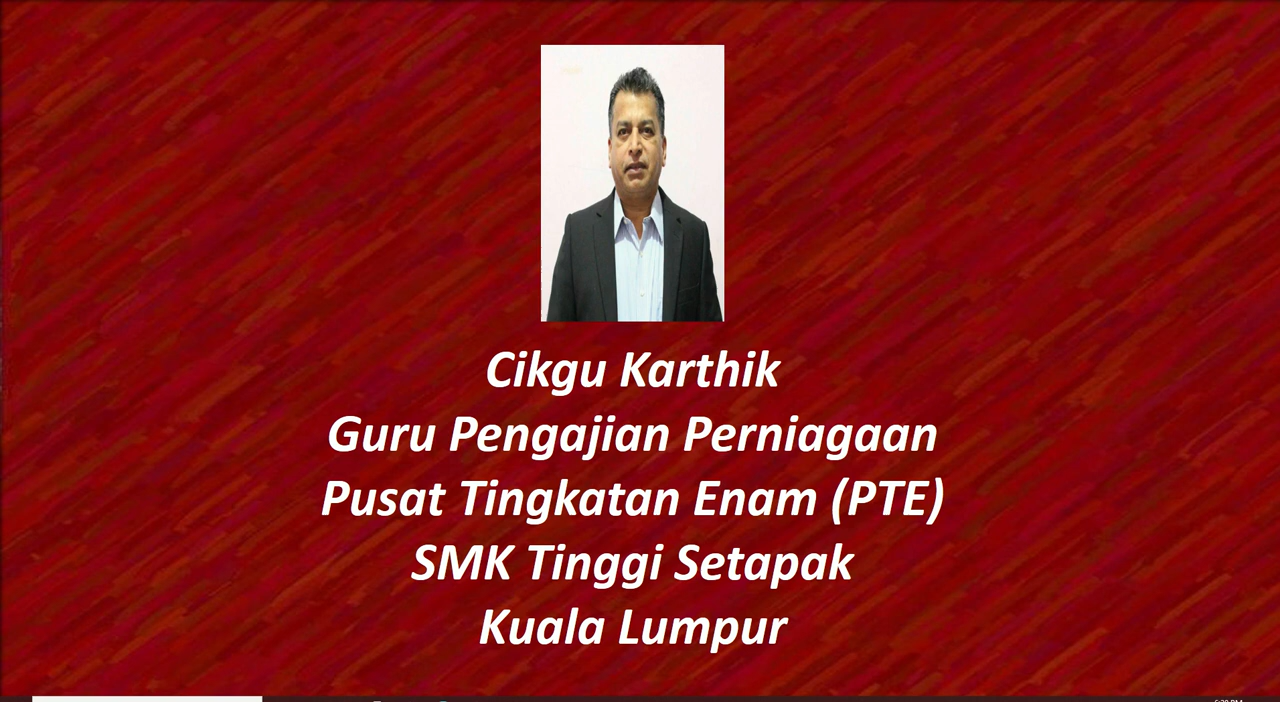 Cikgu Karthik
Guru Pengajian Perniagaan
Pusat Tingkatan Enam (PTE)
SMK Tinggi Setapak
Kuala Lumpur